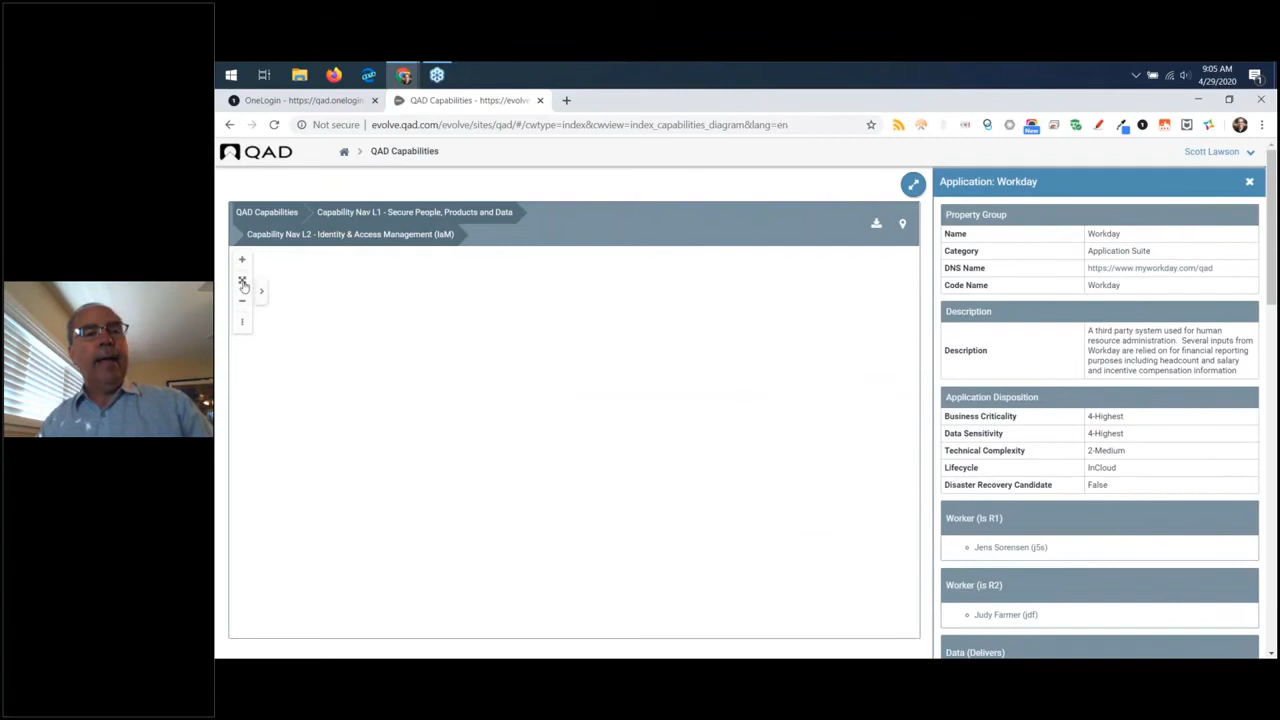 9:05 AM
4/29/2020
OneLogin - https://qad.onelogin
QAD Capabilities - https://evolve
Not secure
evolve.qad.com/evolve/sites/qad/#/cwtype=index&cwview=index_capabilities_diagram&lang=en
New
QAD
QAD Capabilities
Scott Lawson
QAD Capabilities
Capability Nav L1 - Secure People, Products and Data
Capability Nav L2 - Identity & Access Management (IaM)
Application: Workday
Property Group
Name Workday
Category Application Suite
DNS Name https://www.myworkday.com/qad
Code Name Workday
Description
Description
A third party system used for human
resource administration. Several inputs from
Workday are relied on for financial reporting
purposes including headcount and salary
and incentive compensation information
Application Disposition
Business Criticality 4-Highest
Data Sensitivity 4-Highest
Technical Complexity 2-Medium
Lifecycle InCloud
Disaster Recovery Candidate False
Worker (Is R1)
Jens Sorensen (j5s)
Worker (is R2)
Judy Farmer (jdf)
Data (Delivers)